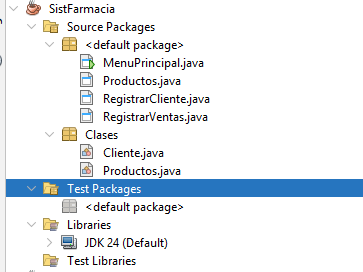 SistFarmacia
Source Packages
<default package>
MenuPrincipal.java
Productos.java
RegistrarCliente.java
RegistrarVentas.java
Clases
Cliente.java
Productos.java
Test Packages
<default package>
Libraries
JDK 24 (Default)
Test Libraries